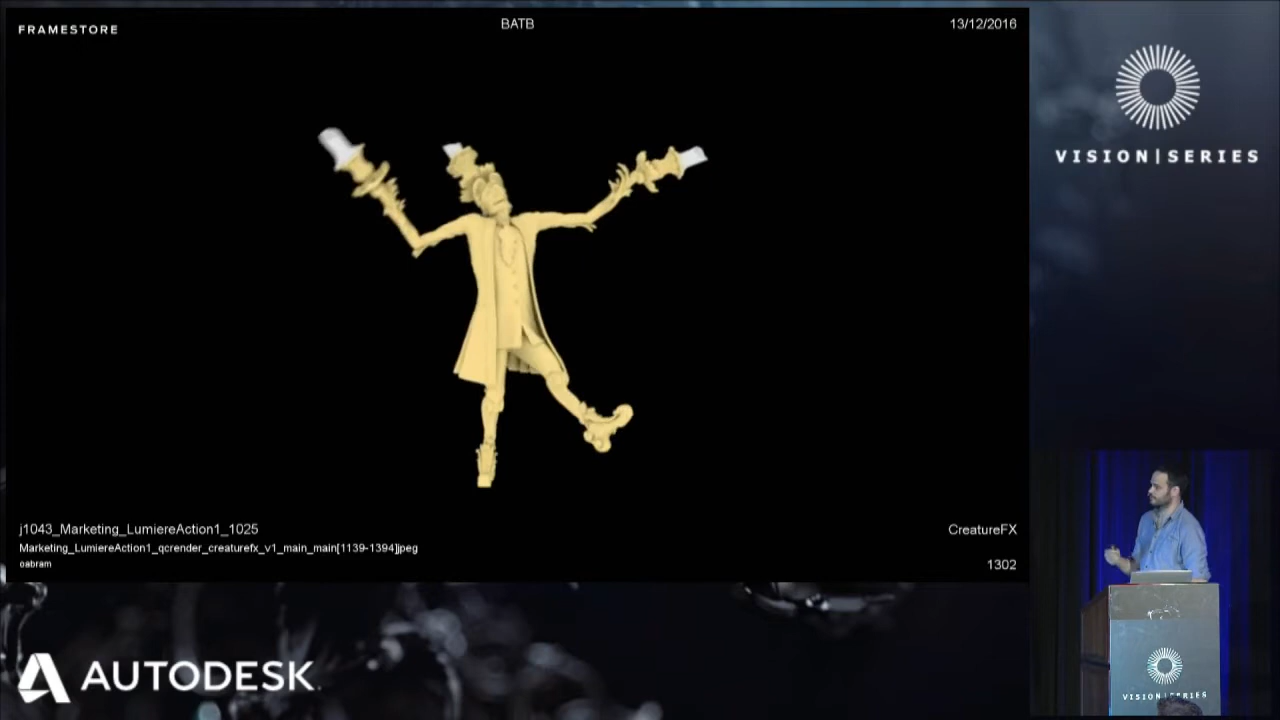 FRAMESTORE
BATB
13/12/2016
VISION|SERIES
j1043_Marketing_LumiereAction1_1025
CreatureFX
Marketing_LumiereAction1_qcrender_creaturefx_v1_main_main[1139-1394]jpeg
oabram
1302
AUTODESK.
VISION|SERIES